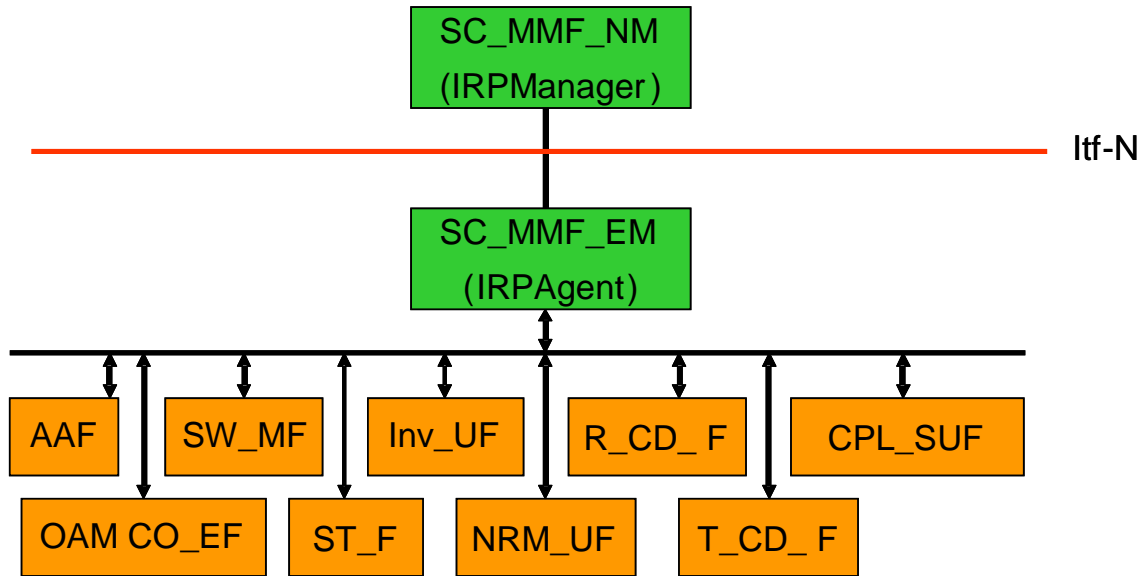 SC_MMF_NM
(IRPManager)
Itf-N
SC_MMF_EM
(IRPAgent)
AAF
SW_MF
Inv_UF
R_CD_ F
CPL_SUF
OAM CO_EF
ST_F
NRM_UF
T_CD_ F